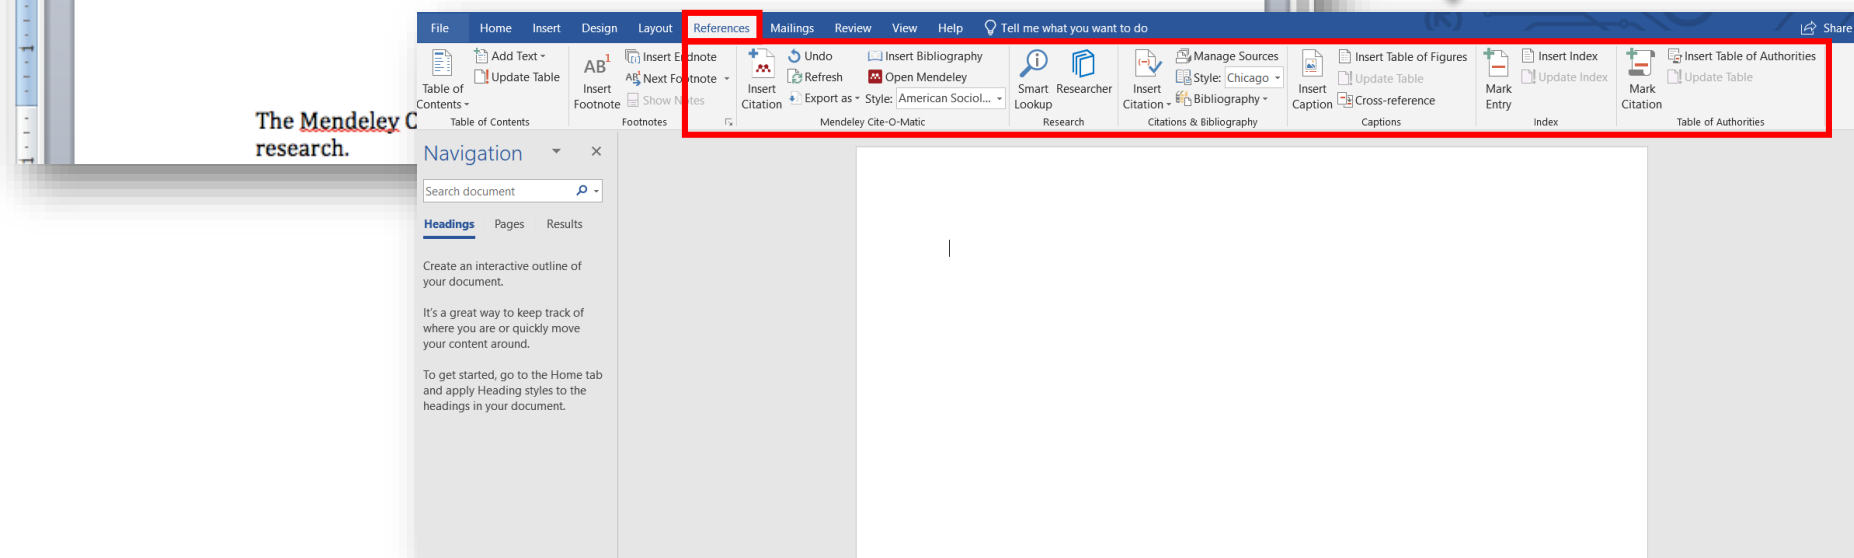 The Mendeley C
research.
File Home Insert Design Layout References Mailings Review View Help Tell me what you want to do Share
Table of Contents
Add Text
Update Table
Table of Contents
AB1
Insert Footnote
Insert Endnote
Next Footnote
Show Notes
Footnotes
Insert Citation
Undo
Refresh
Export as
Insert Bibliography
Open Mendeley
Style: American Sociol...
Mendeley Cite-O-Matic
Smart Lookup
Researcher
Research
Insert Citation
Manage Sources
Style: Chicago
Bibliography
Citations & Bibliography
Insert Caption
Insert Table of Figures
Update Table
Cross-reference
Captions
Mark Entry
Insert Index
Update Index
Index
Mark Citation
Insert Table of Authorities
Update Table
Table of Authorities
Navigation
Search document
Headings Pages Results
Create an interactive outline of
your document.
It's a great way to keep track of
where you are or quickly move
your content around.
To get started, go to the Home tab
and apply Heading styles to the
headings in your document.